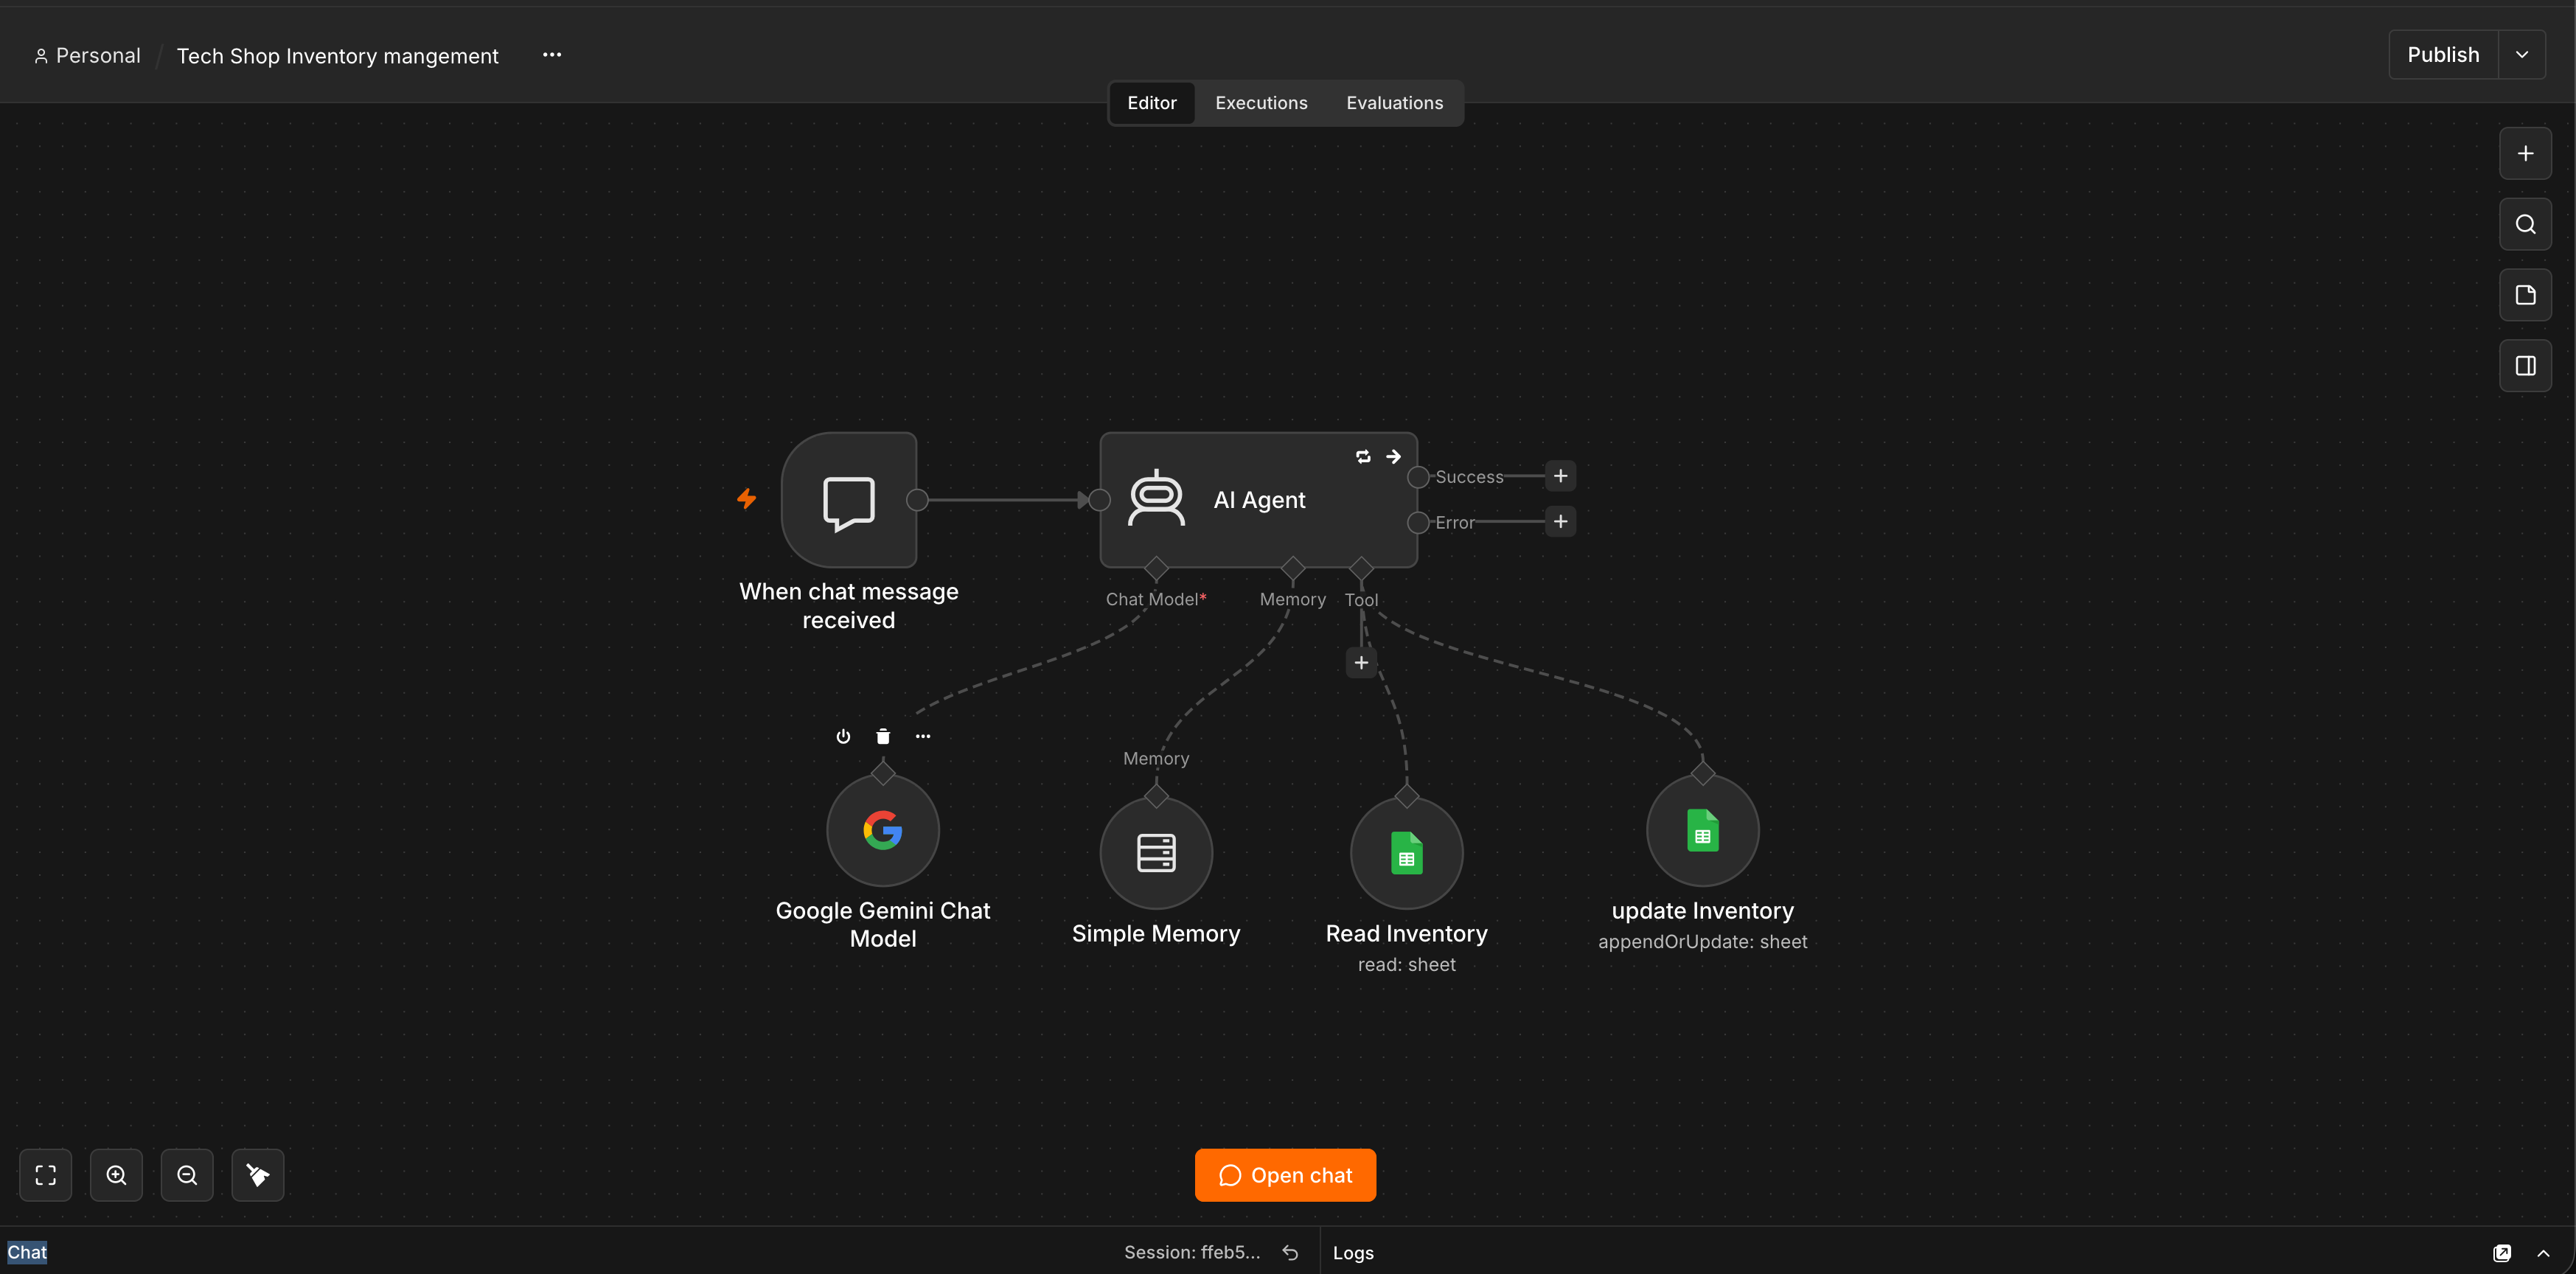 Personal / Tech Shop Inventory mangement
Publish
Editor Executions Evaluations
AI Agent
Success
Error
When chat message
received
Chat Model*
Memory
Tool
Memory
Google Gemini Chat
Model
Simple Memory
Read Inventory
read: sheet
update Inventory
appendOrUpdate: sheet
Open chat
Chat
Session: ffeb5...
Logs